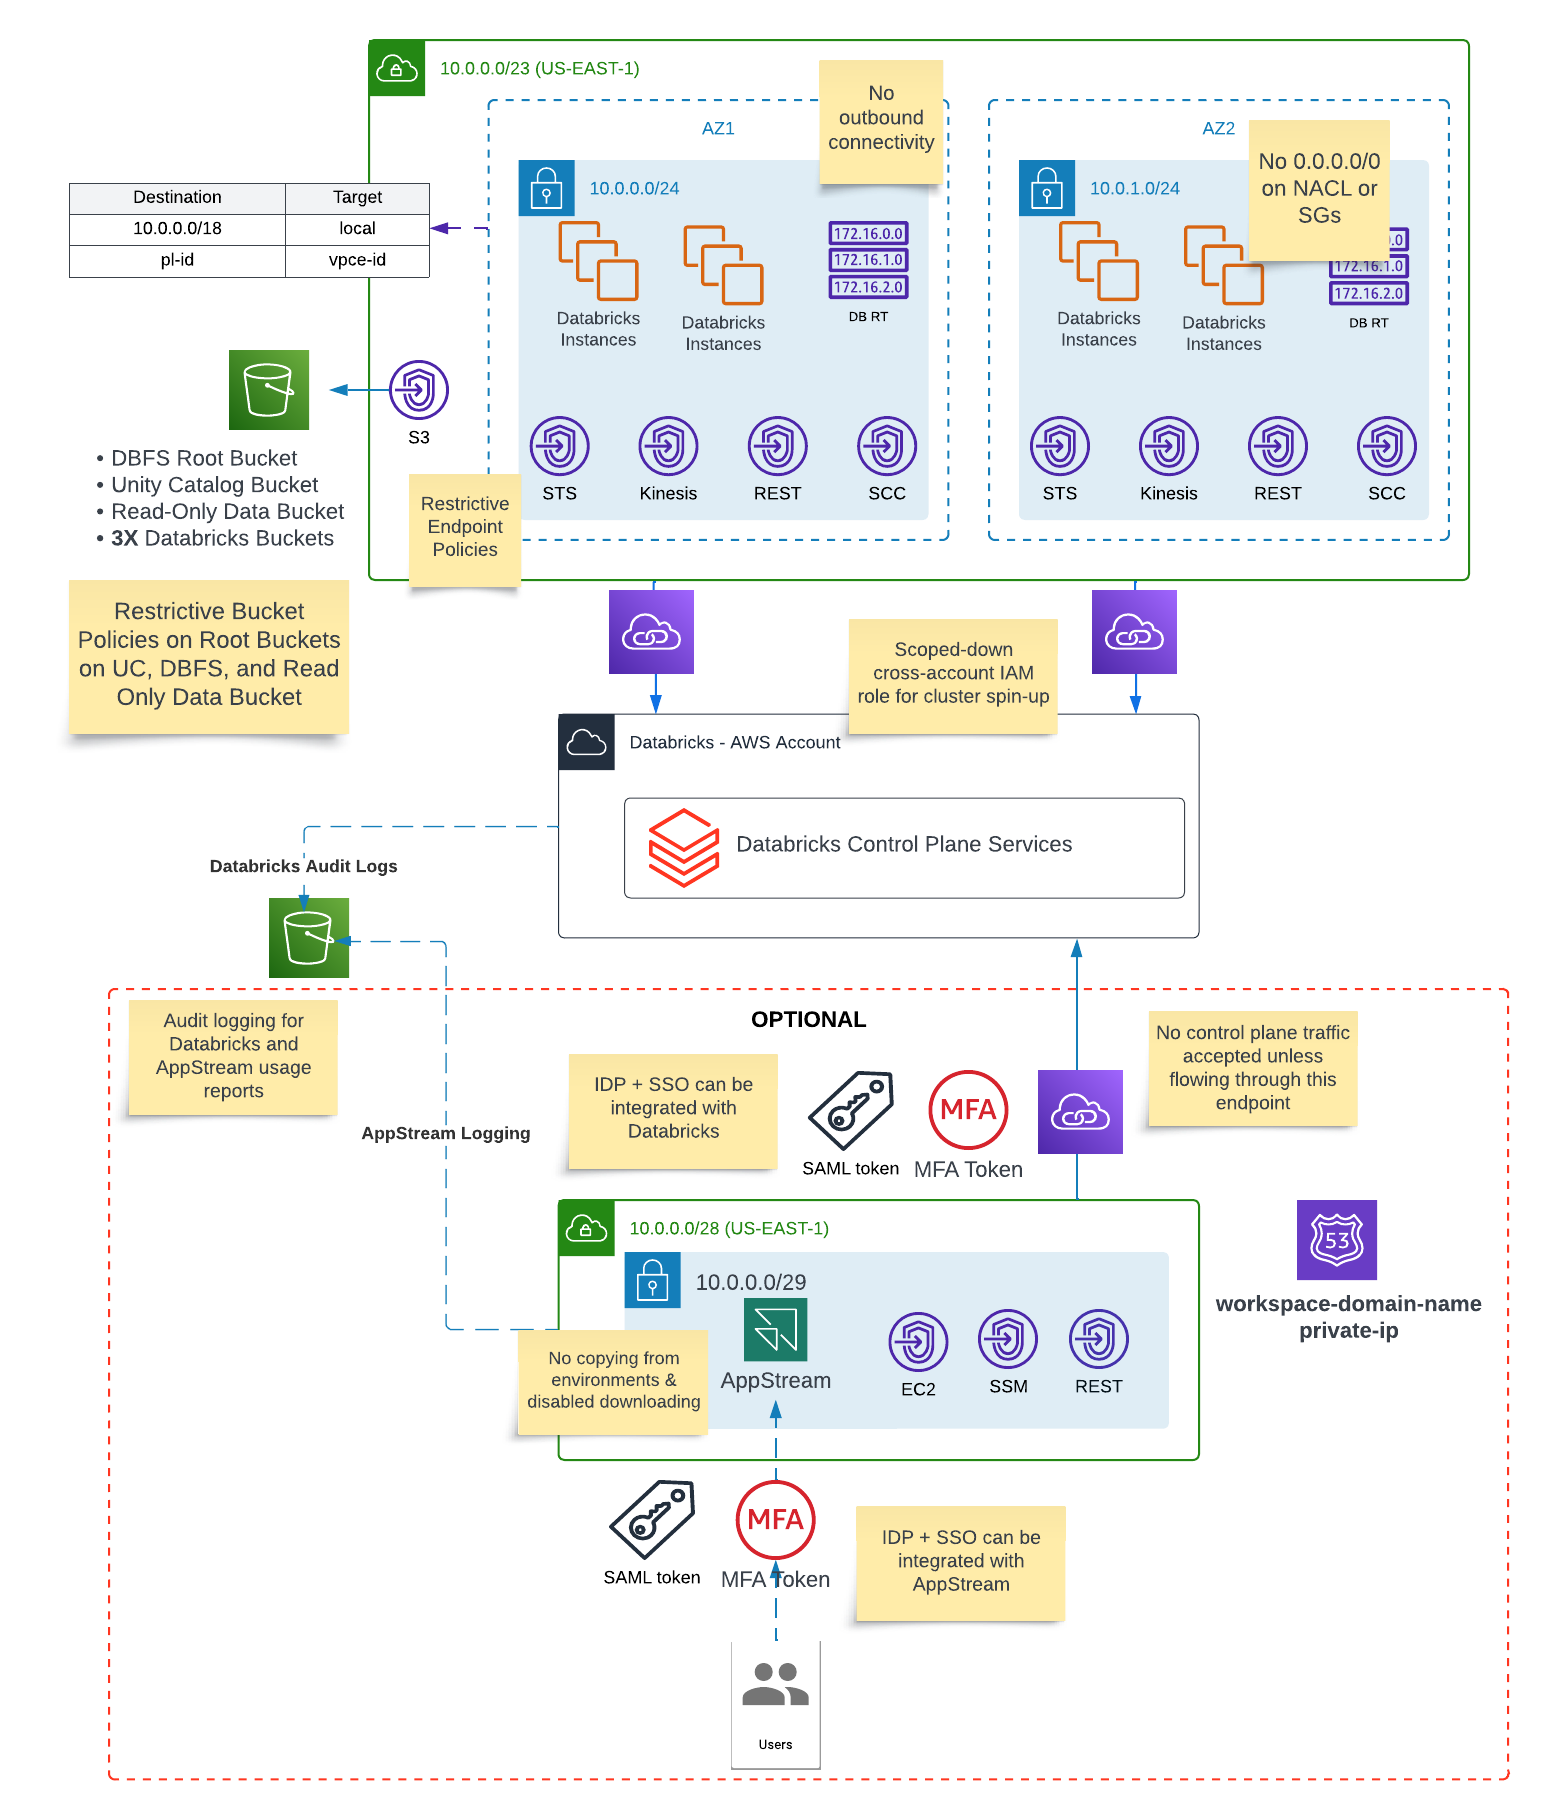 10.0.0.0/23 (US-EAST-1)
No
outbound
connectivity
AZ1
AZ2
No 0.0.0.0/0
on NACL or
SGs
Destination
Target
10.0.0.0/18
local
pl-id
vpce-id
10.0.0.0/24
172.16.0.0
172.16.1.0
172.16.2.0
DB RT
Databricks
Instances
Databricks
Instances
10.0.1.0/24
.0
172.16.1.0
172.16.2.0
DB RT
Databricks
Instances
Databricks
Instances
S3
STS
Kinesis
REST
SCC
STS
Kinesis
REST
SCC
• DBFS Root Bucket
• Unity Catalog Bucket
• Read-Only Data Bucket
• 3X Databricks Buckets
Restrictive
Endpoint
Policies
Restrictive Bucket
Policies on Root Buckets
on UC, DBFS, and Read
Only Data Bucket
Scoped-down
cross-account IAM
role for cluster spin-up
Databricks - AWS Account
Databricks Control Plane Services
Databricks Audit Logs
Audit logging for
Databricks and
AppStream usage
reports
OPTIONAL
AppStream Logging
IDP + SSO can be
integrated with
Databricks
SAML token
MFA
MFA Token
No control plane traffic
accepted unless
flowing through this
endpoint
10.0.0.0/28 (US-EAST-1)
10.0.0.0/29
AppStream
EC2
SSM
REST
53
workspace-domain-name
private-ip
No copying from
environments &
disabled downloading
SAML token
MFA
MFA Token
IDP + SSO can be
integrated with
AppStream
Users